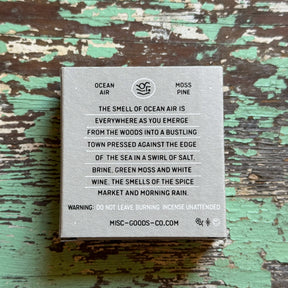 OCEAN AIR
MOSS PINE
THE SMELL OF OCEAN AIR IS
EVERYWHERE AS YOU EMERGE
FROM THE WOODS INTO A BUSTLING
TOWN PRESSED AGAINST THE EDGE
OF THE SEA IN A SWIRL OF SALT,
BRINE, GREEN MOSS AND WHITE
WINE. THE SMELLS OF THE SPICE
MARKET AND MORNING RAIN.
WARNING: DO NOT LEAVE BURNING INCENSE UNATTENDED
MISC-GOODS-CO.COM